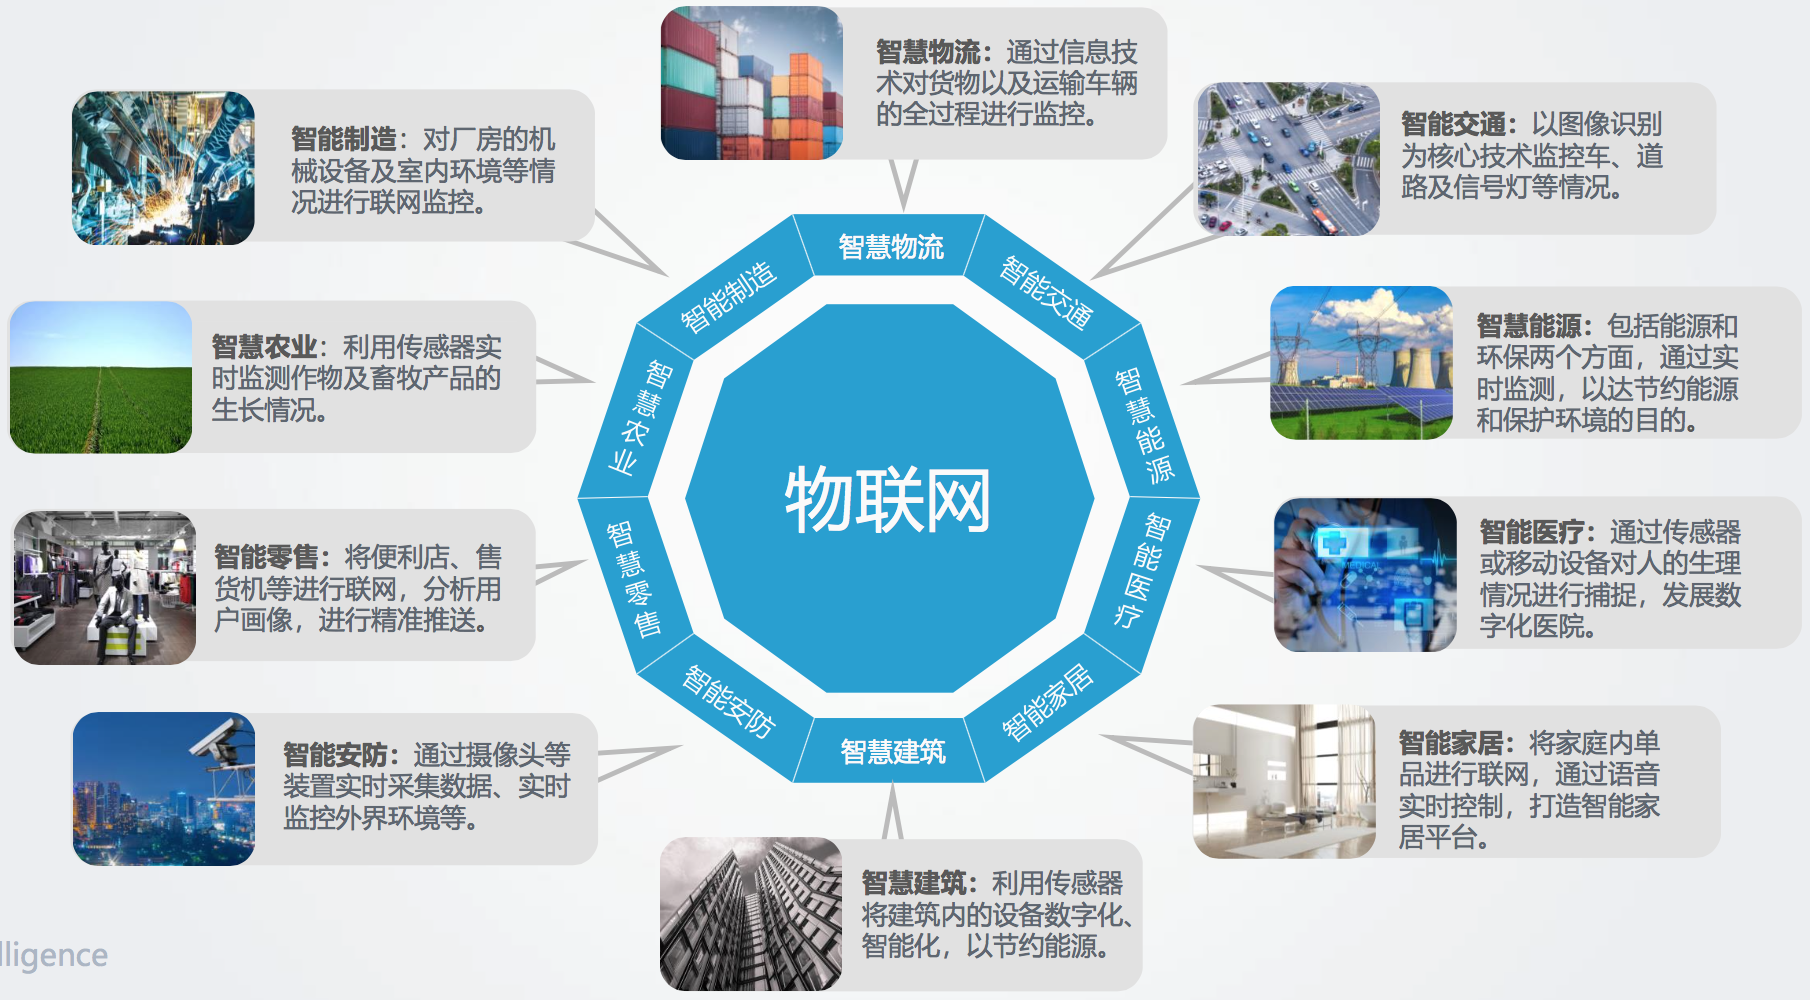 智慧物流：通过信息技
术对货物以及运输车辆
的全过程进行监控。
智能制造：对厂房的机
械设备及室内环境等情
况进行联网监控。
智能交通：以图像识别
为核心技术监控车、道
路及信号灯等情况。
智慧农业：利用传感器实
时监测作物及畜牧产品的
生长情况。
智慧能源：包括能源和
环保两个方面，通过实
时监测，以达节约能源
和保护环境的目的。
智能零售：将便利店、售
货机等进行联网，分析用
户画像，进行精准推送。
智能医疗：通过传感器
或移动设备对人的生理
情况进行捕捉，发展数
字化医院。
智能安防：通过摄像头等
装置实时采集数据、实时
监控外界环境等。
智能家居：将家庭内单
品进行联网，通过语音
实时控制，打造智能家
居平台。
智慧建筑：利用传感器
将建筑内的设备数字化、
智能化，以节约能源。
智慧物流
智能交通
智慧能源
智能医疗
智能家居
智慧建筑
智能安防
智慧零售
智慧农业
智能制造
物联网
MEDICAL
lligence